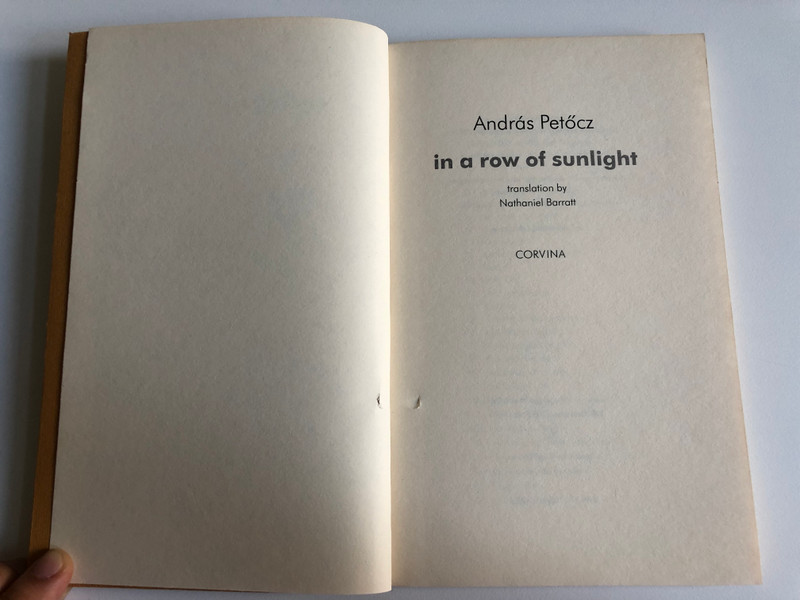 András Petőcz
in a row of sunlight
translation by
Nathaniel Barratt
CORVINA